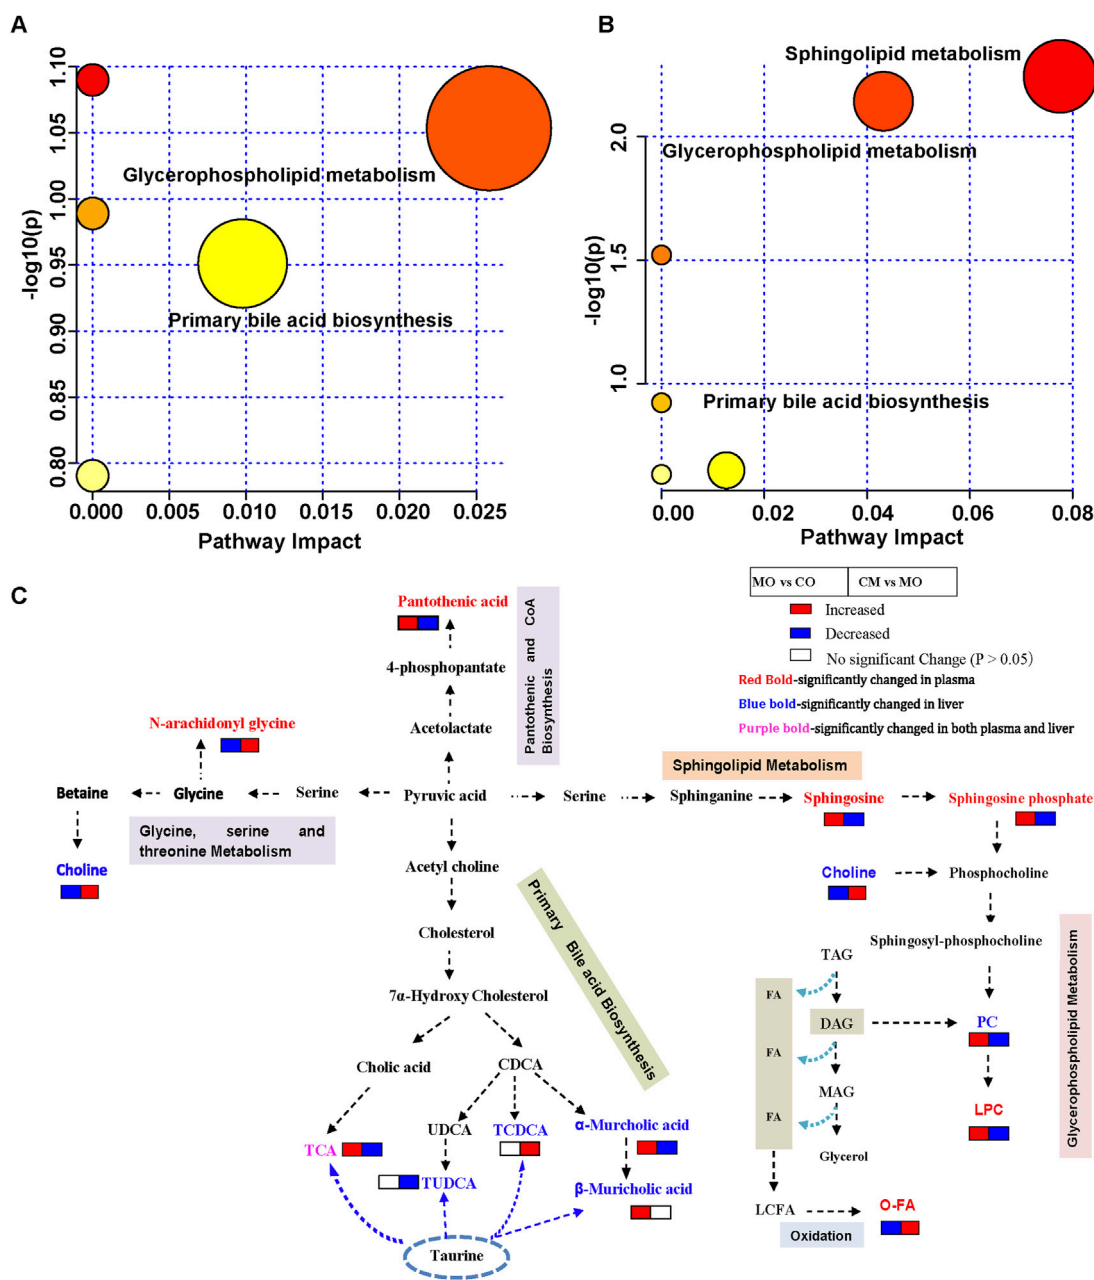 A
1.10
1.05
1.00
0.95
0.90
0.85
0.80
-log10(p)
Glycerophospholipid metabolism
Primary bile acid biosynthesis
0.000 0.005 0.010 0.015 0.020 0.025
Pathway Impact
B
Sphingolipid metabolism
Glycerophospholipid metabolism
2.0
1.5
1.0
-log10(p)
Primary bile acid biosynthesis
0.00 0.02 0.04 0.06 0.08
Pathway Impact
C
MO vs CO CM vs MO
Increased
Decreased
No significant Change (P > 0.05)
Red Bold-significantly changed in plasma
Blue bold-significantly changed in liver
Purple bold-significantly changed in both plasma and liver
Pantothenic acid
4-phosphopantate
Acetolactate
Pantothenic and CoA
Biosynthesis
N-arachidonyl glycine
Betaine Glycine Serine Pyruvic acid Serine Sphinganine Sphingosine Sphingosine phosphate
Sphingolipid Metabolism
Glycine, serine and
threonine Metabolism
Choline
Acetyl choline
Cholesterol
7α-Hydroxy Cholesterol
Primary Bile acid Biosynthesis
Cholic acid
CDCA
TCA
UDCA
TCDCA
α-Murcholic acid
TUDCA
β-Muricholic acid
Taurine
Choline
Phosphocholine
Sphingosyl-phosphocholine
TAG
FA
DAG
PC
FA
MAG
FA
LPC
Glycerol
LCFA
O-FA
Oxidation
Glycerophospholipid Metabolism